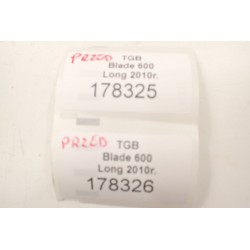 PRZÓD TGB
Blade 600
Long 2010r.
178325
PRZÓD TGB
Blade 600
Long 2010r.
178326